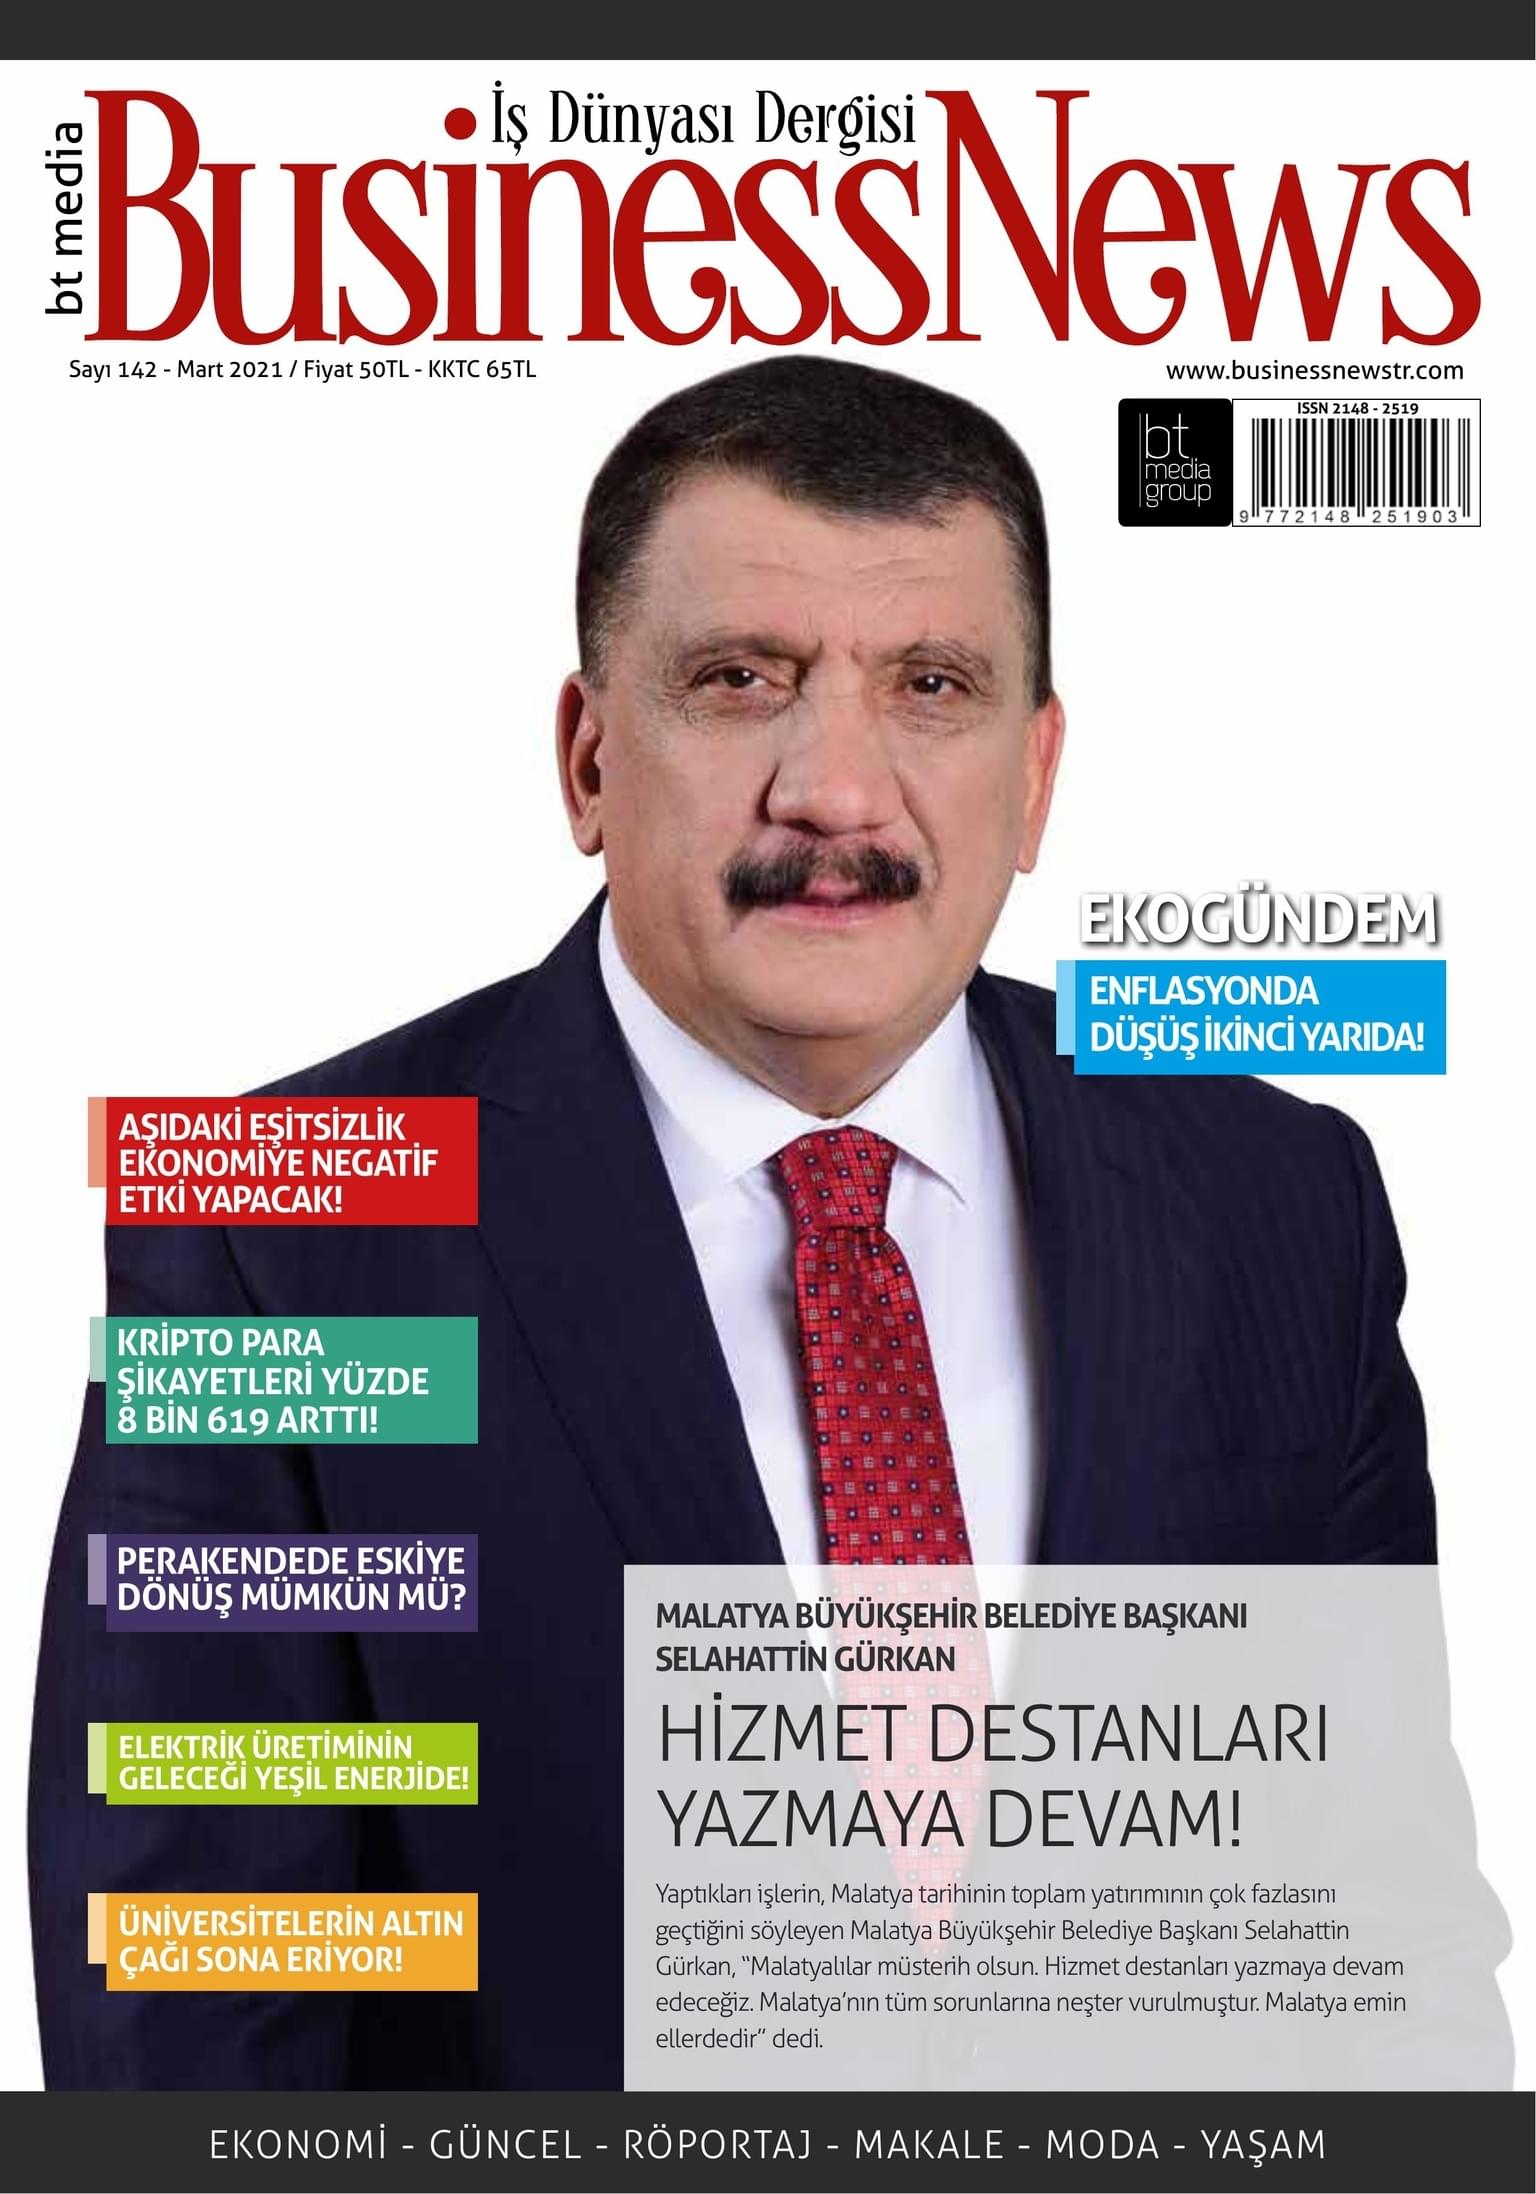 İş Dünyası Dergisi
bt media
BusinessNews
Sayı 142 - Mart 2021 / Fiyat 50TL - KKTC 65TL
www.businessnewstr.com
bt
media
group
ISSN 2148 - 2519
9 772148 251903
EKOGÜNDEM
ENFLASYONDA
DÜŞÜŞ İKİNCİ YARIDA!
AŞIDAKİ EŞİTSİZLİK
EKONOMİYE NEGATİF
ETKİ YAPACAK!
KRİPTO PARA
ŞİKAYETLERİ YÜZDE
8 BİN 619 ARTTI!
PERAKENDEDE ESKİYE
DÖNÜŞ MÜMKÜN MÜ?
ELEKTRİK ÜRETİMİNİN
GELECEĞİ YEŞİL ENERJİDE!
ÜNİVERSİTELERİN ALTIN
ÇAĞI SONA ERİYOR!
MALATYA BÜYÜKŞEHİR BELEDİYE BAŞKANI
SELAHATTİN GÜRKAN
HİZMET DESTANLARI
YAZMAYA DEVAM!
Yaptıkları işlerin, Malatya tarihinin toplam yatırımının çok fazlasını
geçtiğini söyleyen Malatya Büyükşehir Belediye Başkanı Selahattin
Gürkan, “Malatyalılar müsterih olsun. Hizmet destanları yazmaya devam
edeceğiz. Malatya’nın tüm sorunlarına neşter vurulmuştur. Malatya emin
ellerdedir” dedi.
EKONOMİ - GÜNCEL - RÖPORTAJ - MAKALE - MODA - YAŞAM